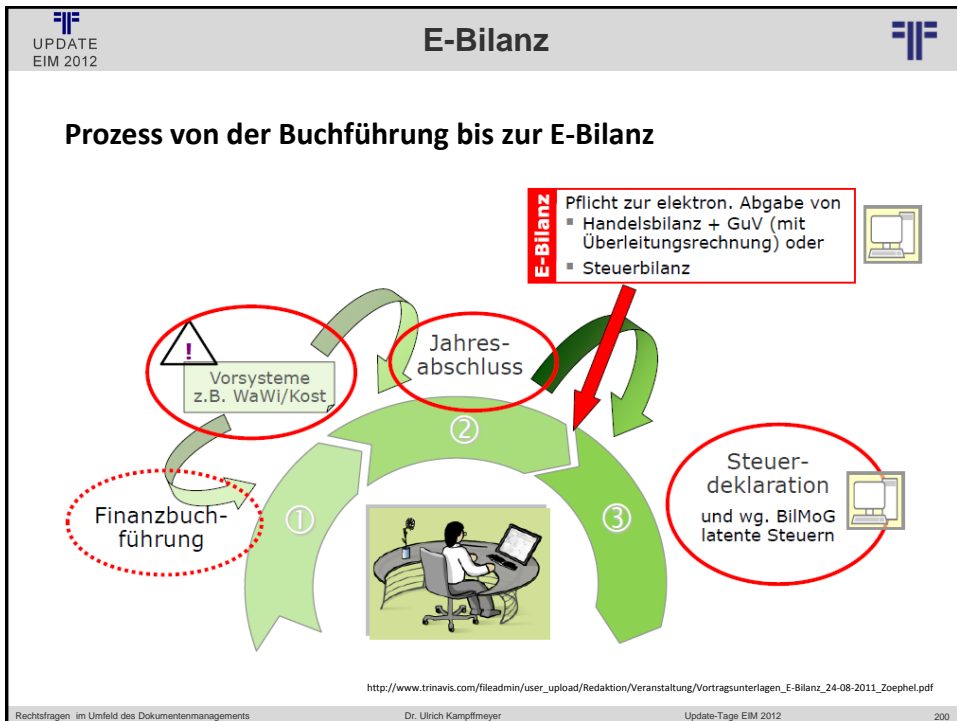 UPDATE
EIM 2012
E-Bilanz
Prozess von der Buchführung bis zur E-Bilanz
E-Bilanz
Pflicht zur elektron. Abgabe von
▪ Handelsbilanz + GuV (mit
Überleitungsrechnung) oder
▪ Steuerbilanz
!
Vorsysteme
z.B. WaWi/Kost
Jahres-
abschluss
Finanzbuch-
führung
①
②
③
Steuer-
deklaration
und wg. BilMoG
latente Steuern
http://www.trinavis.com/fileadmin/user_upload/Redaktion/Veranstaltung/Vortragsunterlagen_E-Bilanz_24-08-2011_Zoephel.pdf
Rechtsfragen im Umfeld des Dokumentenmanagements
Dr. Ulrich Kampffmeyer
Update-Tage EIM 2012
200